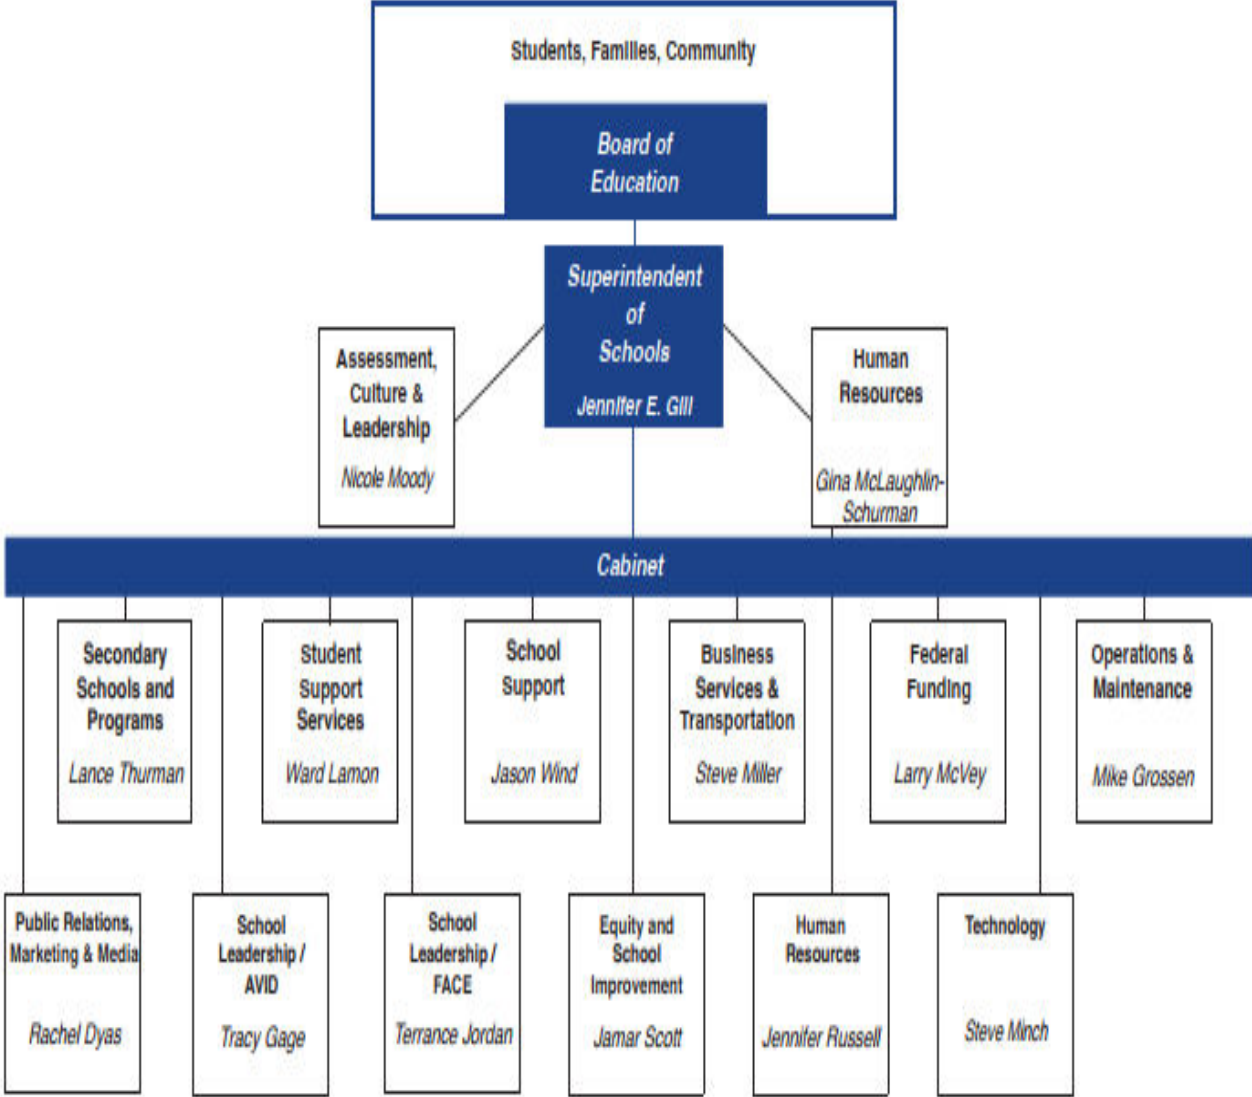 Students, Families, Community
Board of
Education
Superintendent
of
Schools
Jennifer E. Gill
Assessment,
Culture &
Leadership
Nicole Moody
Human
Resources
Gina McLaughlin-
Schurman
Cabinet
Secondary
Schools and
Programs
Lance Thurman
Student
Support
Services
Ward Lamon
School
Support
Jason Wind
Business
Services &
Transportation
Steve Miller
Federal
Funding
Larry McVey
Operations &
Maintenance
Mike Grossen
Public Relations,
Marketing & Media
Rachel Dyas
School
Leadership /
AVID
Tracy Gage
School
Leadership /
FACE
Terrance Jordan
Equity and
School
Improvement
Jamar Scott
Human
Resources
Jennifer Russell
Technology
Steve Minch